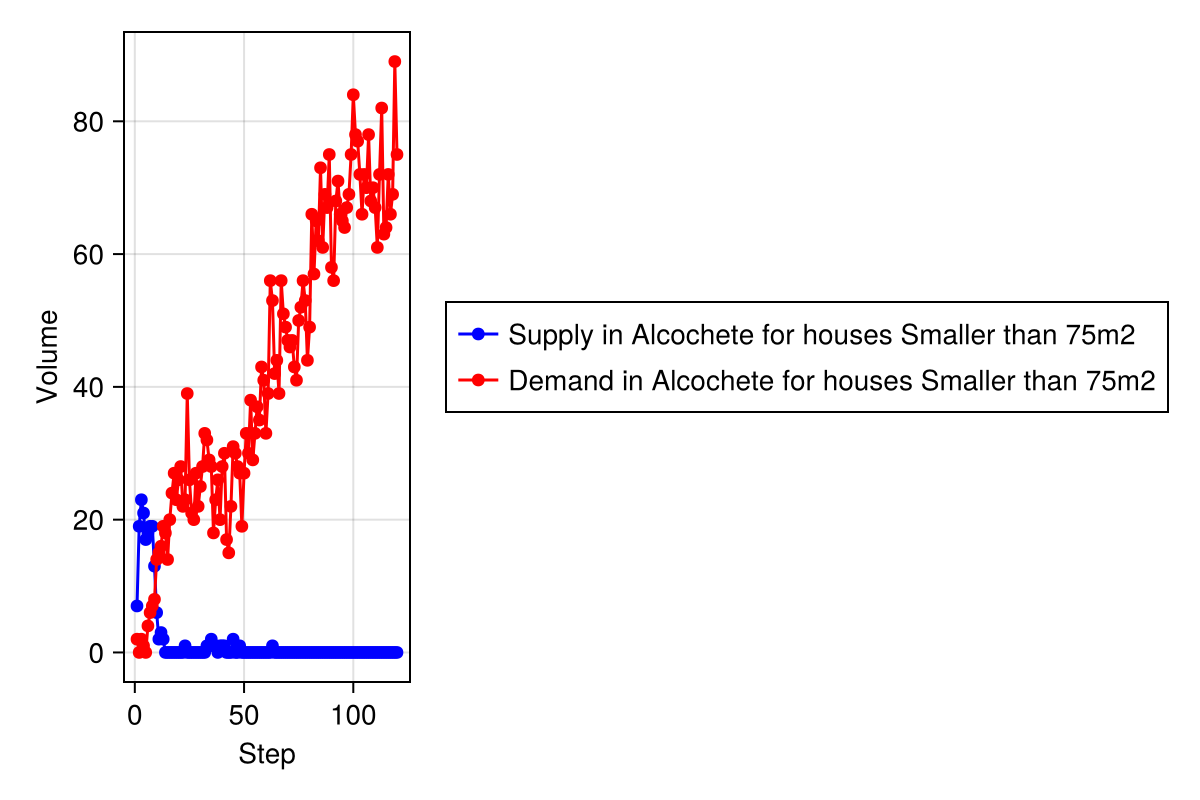 80
60
40
20
0
Volume
0 50 100
Step
Supply in Alcochete for houses Smaller than 75m2
Demand in Alcochete for houses Smaller than 75m2